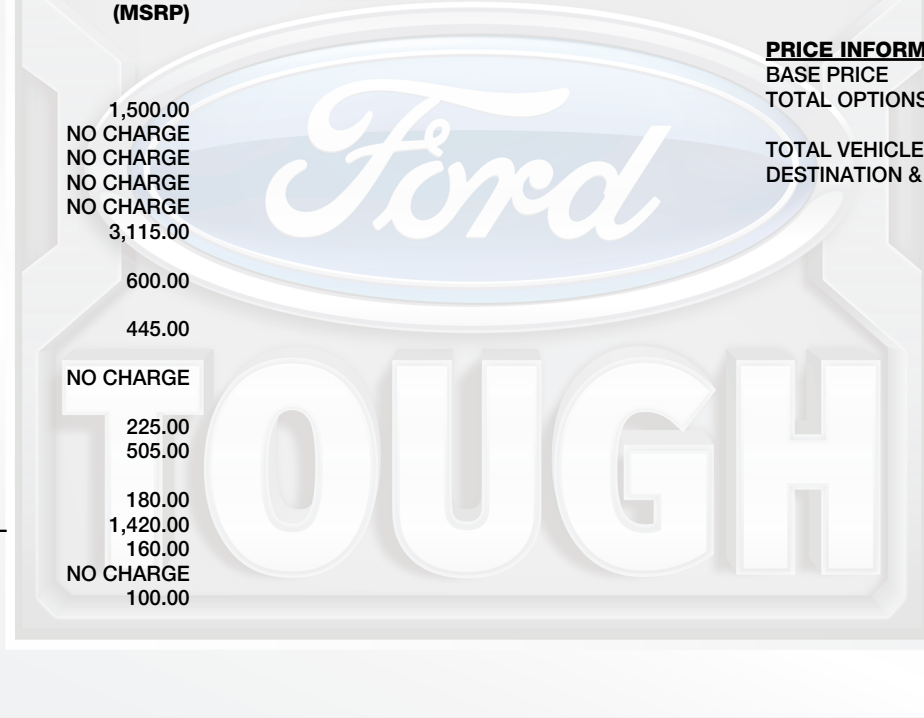 (MSRP)
1,500.00
NO CHARGE
NO CHARGE
NO CHARGE
NO CHARGE
3,115.00
600.00
445.00
NO CHARGE
225.00
505.00
180.00
1,420.00
160.00
NO CHARGE
100.00
PRICE INFORM
BASE PRICE
TOTAL OPTIONS
TOTAL VEHICLE
DESTINATION &
Ford
TOUGH